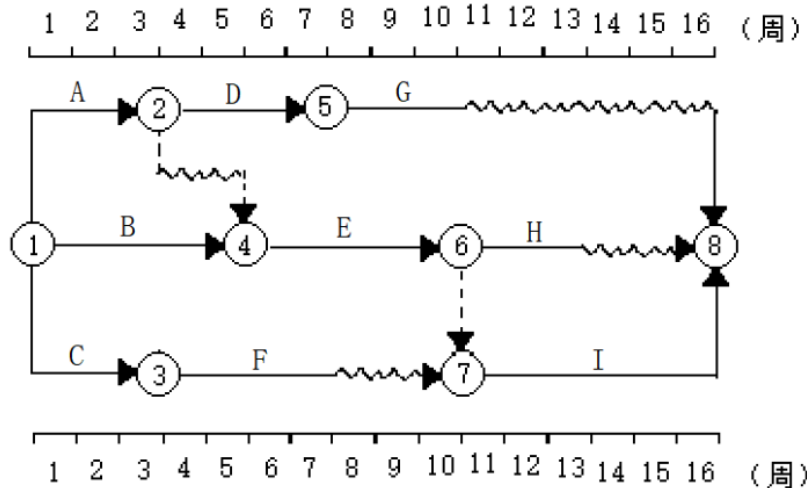 1 2 3 4 5 6 7 8 9 10 11 12 13 14 15 16 (周)
A ② D ⑤ G
① B ④ E ⑥ H ⑧
C ③ F ⑦ I
1 2 3 4 5 6 7 8 9 10 11 12 13 14 15 16 (周)